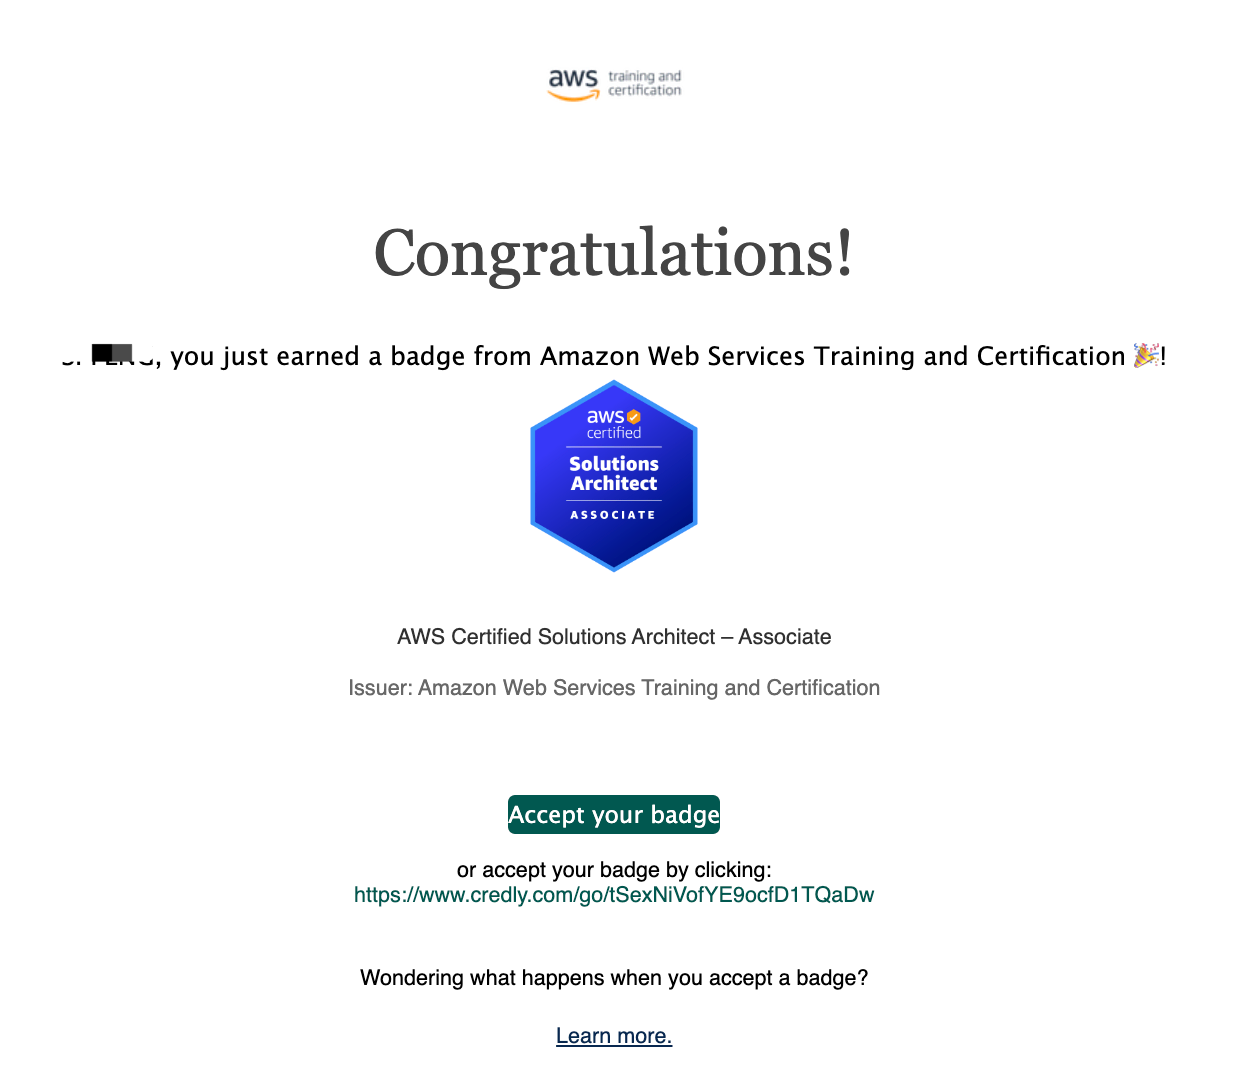 aws training and
certification
Congratulations!
, you just earned a badge from Amazon Web Services Training and Certification 🎉!
aws
certified
Solutions
Architect
ASSOCIATE
AWS Certified Solutions Architect – Associate
Issuer: Amazon Web Services Training and Certification
Accept your badge
or accept your badge by clicking:
https://www.credly.com/go/tSexNiVofYE9ocfD1TQaDw
Wondering what happens when you accept a badge?
Learn more.